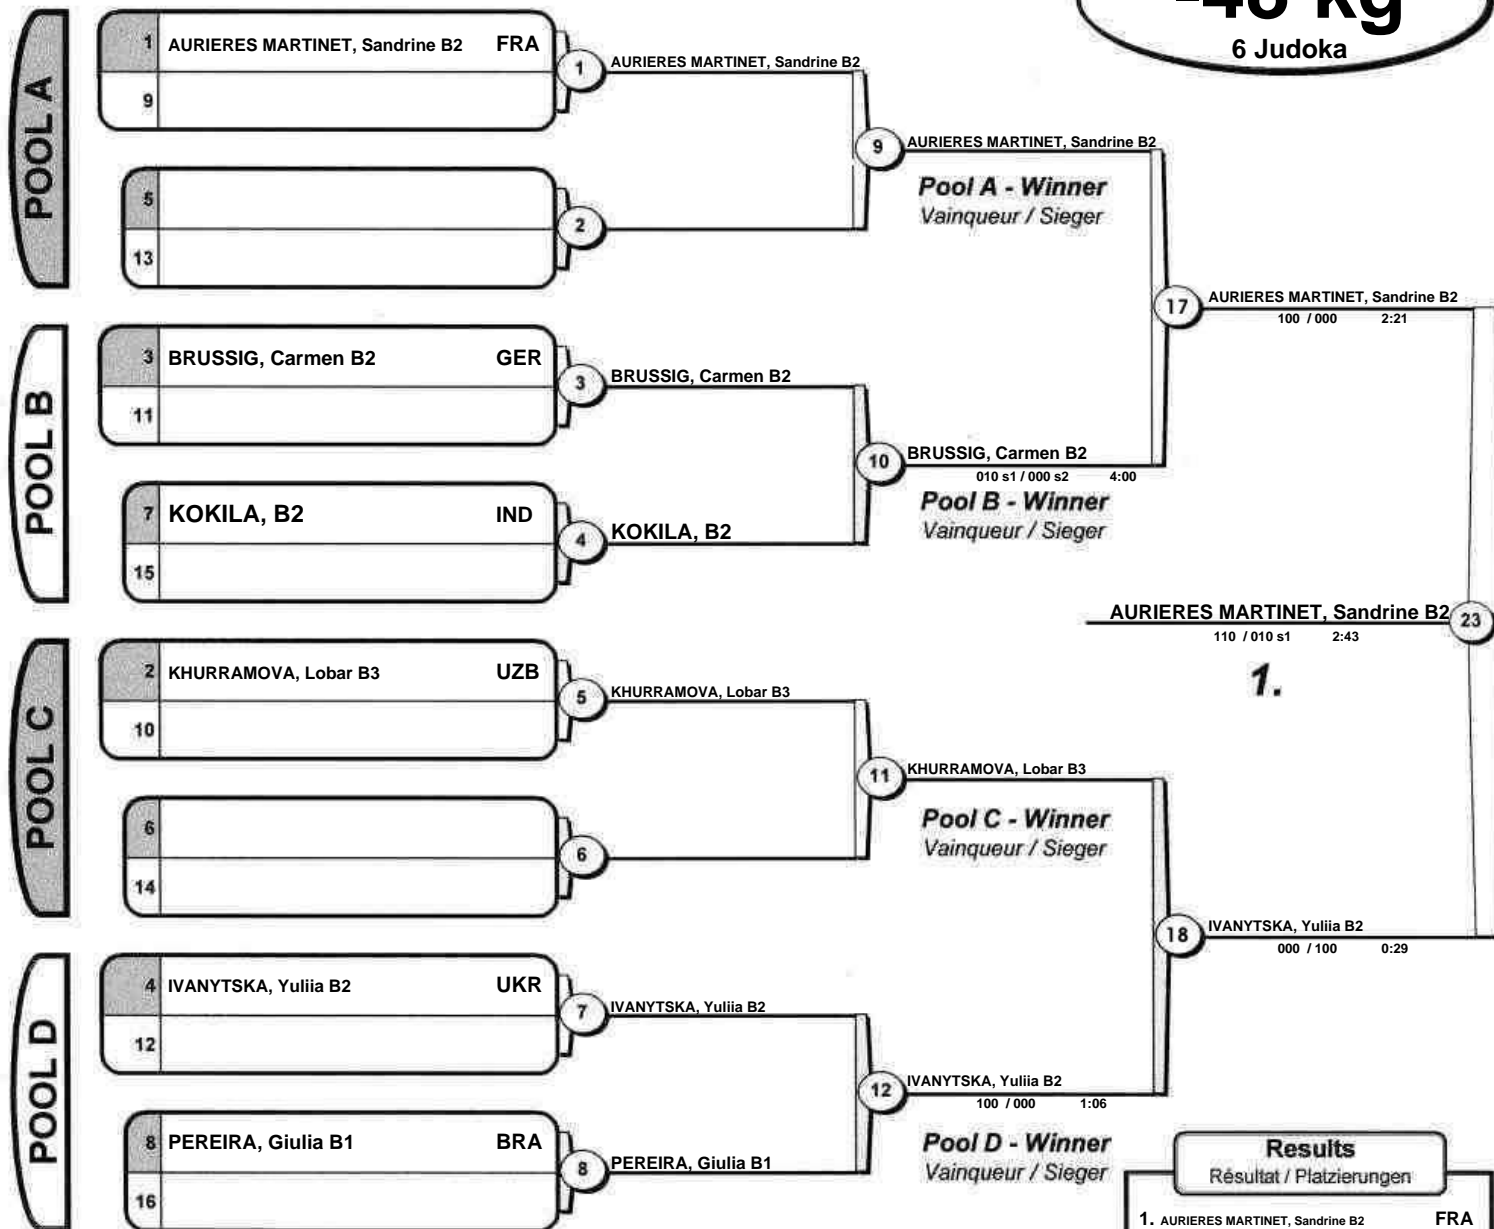 -48 kg
6 Judoka
POOL A
1 AURIERES MARTINET, Sandrine B2 FRA
9
5
13
1 AURIERES MARTINET, Sandrine B2
2
9 AURIERES MARTINET, Sandrine B2
Pool A - Winner
Vainqueur / Sieger
POOL B
3 BRUSSIG, Carmen B2 GER
11
7 KOKILA, B2 IND
15
3 BRUSSIG, Carmen B2
4 KOKILA, B2
10 BRUSSIG, Carmen B2
010 s1 / 000 s2 4:00
Pool B - Winner
Vainqueur / Sieger
17 AURIERES MARTINET, Sandrine B2
100 / 000 2:21
AURIERES MARTINET, Sandrine B2 23
110 / 010 s1 2:43
1.
POOL C
2 KHURRAMOVA, Lobar B3 UZB
10
6
14
5 KHURRAMOVA, Lobar B3
6
11 KHURRAMOVA, Lobar B3
Pool C - Winner
Vainqueur / Sieger
18 IVANYTSKA, Yuliia B2
000 / 100 0:29
POOL D
4 IVANYTSKA, Yuliia B2 UKR
12
8 PEREIRA, Giulia B1 BRA
16
7 IVANYTSKA, Yuliia B2
8 PEREIRA, Giulia B1
12 IVANYTSKA, Yuliia B2
100 / 000 1:06
Pool D - Winner
Vainqueur / Sieger
Results
Résultat / Platzierungen
1. AURIERES MARTINET, Sandrine B2 FRA